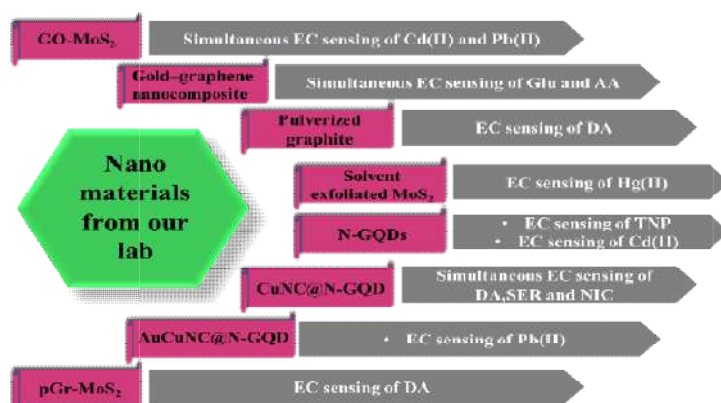 CO-MoS₂
Simultaneous EC sensing of Cd(II) and Pb(II)
Gold–graphene
nanocomposite
Simultaneous EC sensing of Glu and AA
Pulverized
graphite
EC sensing of DA
Nano
materials
from our
lab
Solvent
exfoliated MoS₂
EC sensing of Hg(II)
N-GQDs
• EC sensing of TNP
• EC sensing of Cd(II)
CuNC@N-GQD
Simultaneous EC sensing of
DA,SER and NIC
AuCuNC@N-GQD
• EC sensing of Pb(II)
pGr-MoS₂
EC sensing of DA